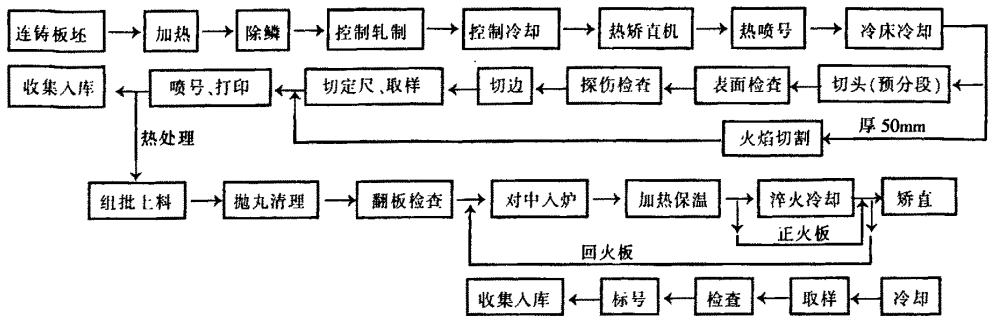 连铸板坯 加热 除鳞 控制轧制 控制冷却 热矫直机 热喷号 冷床冷却
收集入库 喷号、打印 切定尺、取样 切边 探伤检查 表面检查 切头(预分段)
热处理 火焰切割 厚50mm
组批上料 抛丸清理 翻板检查 对中入炉 加热保温 淬火冷却 矫直
正火板
回火板
收集入库 标号 检查 取样 冷却